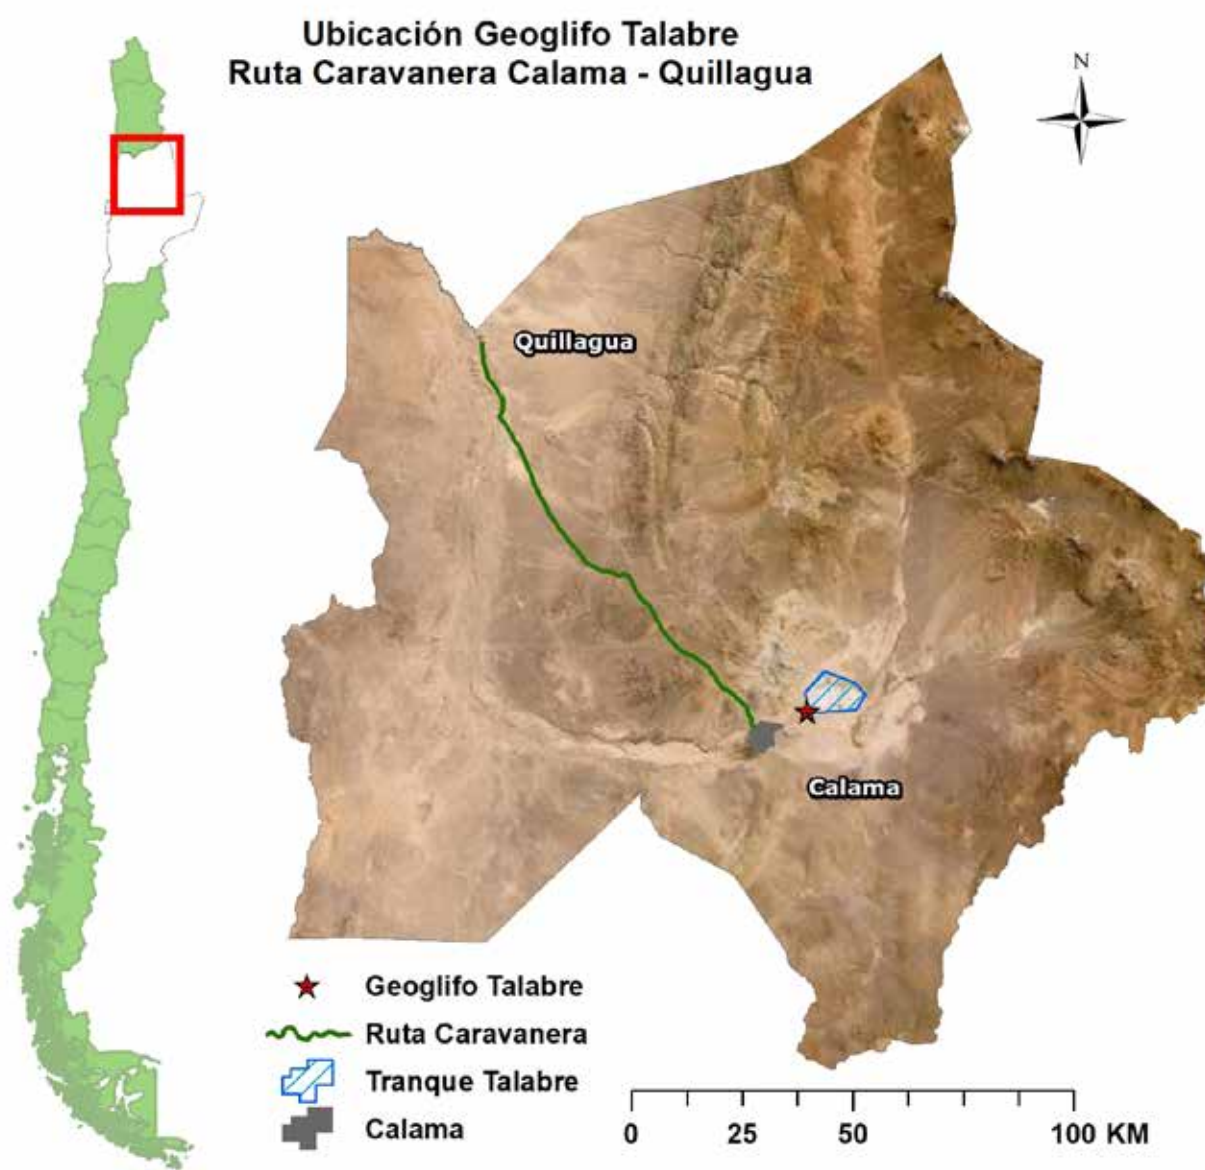 Ubicación Geoglifo Talabre
Ruta Caravanera Calama - Quillagua
N
Quillagua
Calama
Geoglifo Talabre
Ruta Caravanera
Tranque Talabre
Calama
0 25 50 100 KM